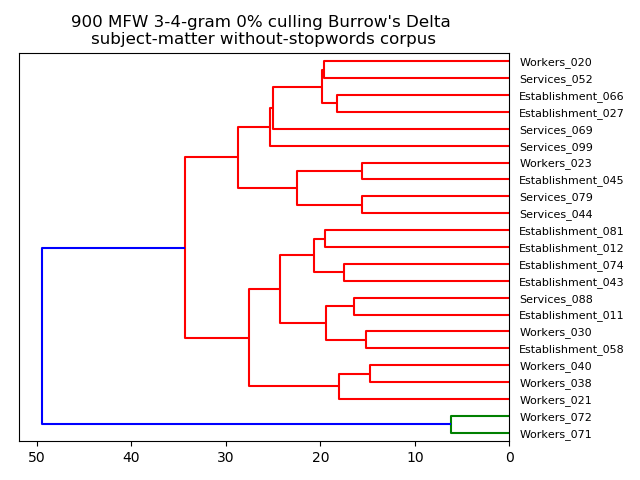 900 MFW 3-4-gram 0% culling Burrow's Delta
subject-matter without-stopwords corpus
Workers_020
Services_052
Establishment_066
Establishment_027
Services_069
Services_099
Workers_023
Establishment_045
Services_079
Services_044
Establishment_081
Establishment_012
Establishment_074
Establishment_043
Services_088
Establishment_011
Workers_030
Establishment_058
Workers_040
Workers_038
Workers_021
Workers_072
Workers_071
50 40 30 20 10 0